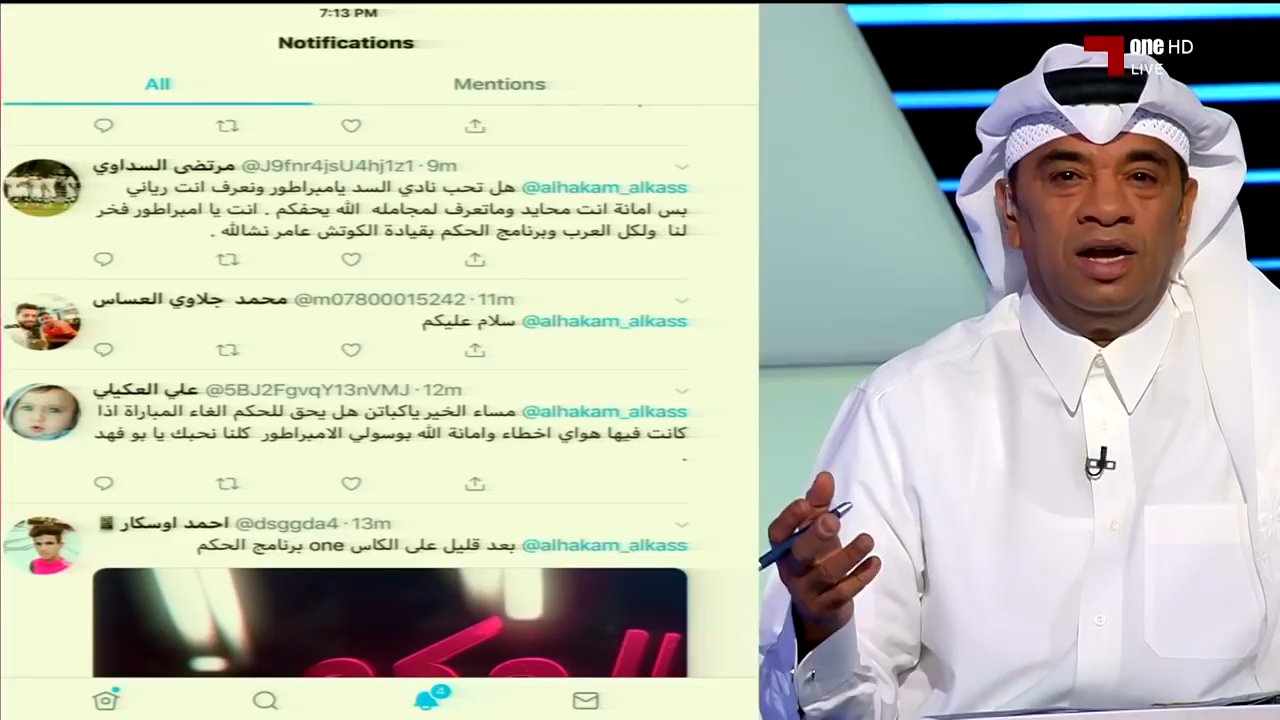 7:13 PM
Notifications
All
Mentions
مرتضى السداوي @J9fnr4jsU4hj1z1 · 9m
@alhakam_alkass هل تحب نادي السد يامبراطور ونعرف انت رياني
بس امانة انت محايد وماتعرف لمجامله الله يحفكم . انت يا امبراطور فخر
لنا ولكل العرب وبرنامج الحكم بقيادة الكوتش عامر نشالله .
محمد جلاوي العساس @m07800015242 · 11m
@alhakam_alkass سلام عليكم
علي العكيلي @5BJ2FgvqY13nVMJ · 12m
@alhakam_alkass مساء الخير ياكباتن هل يحق للحكم الغاء المباراة اذا
كانت فيها هواي اخطاء وامانة الله بوسولي الامبراطور كلنا نحبك يا بو فهد
.
احمد اوسكار @dsggda4 · 13m
@alhakam_alkass بعد قليل على الكاس one برنامج الحكم
الحكم
4
one HD
LIVE